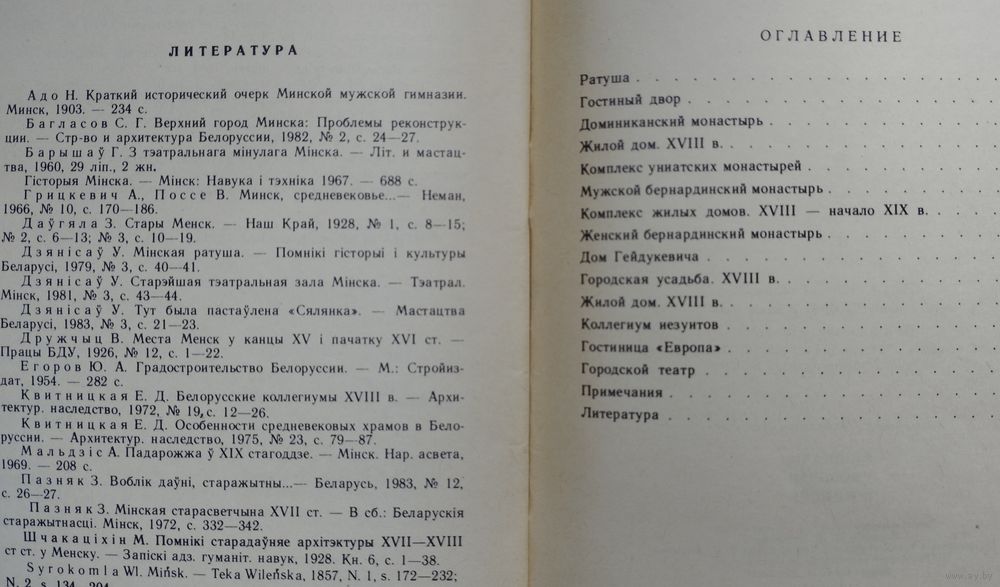 ЛИТЕРАТУРА
Адо Н. Краткий исторический очерк Минской мужской гимназии.
Минск, 1903. — 234 с.
Багласов С. Г. Верхний город Минска: Проблемы реконструк-
ции. — Стр-во и архитектура Белоруссии, 1982, № 2, с. 24—27.
Барышаў Г. З тэатральнага мінулага Мінска. — Літ. и мастац-
тва, 1960, 29 ліп., 2 жн.
Гісторыя Мінска. — Мінск: Навука і тэхніка 1967. — 688 с.
Грицкевич А., Поссе В. Минск, средневековье...— Неман,
1966, № 10, с. 170—186.
Даўгяла З. Стары Менск. — Наш Край, 1928, № 1, с. 8—15;
№ 2, с. 6—13; № 3, с. 10—19.
Дзянісаў У. Мінская ратуша. — Помнікі гісторыі і культуры
Беларусі, 1979, № 3, с. 40—41.
Дзянісаў У. Старэйшая тэатральная зала Мінска. — Тэатрал.
Мінск, 1981, № 3, с. 43—44.
Дзянісаў У. Тут была пастаўлена «Сялянка». — Мастацтва
Беларусі, 1983, № 3, с. 21—23.
Дружчыц В. Места Менск у канцы XV і пачатку XVI ст. —
Працы БДУ, 1926, № 12, с. 1—22.
Егоров Ю. А. Градостроительство Белоруссии. — М.: Стройиз-
дат, 1954. — 282 с.
Квитницкая Е. Д. Белорусские коллегиумы XVIII в. — Архи-
тектур. наследство, 1972, № 19, с. 12—26.
Квитницкая Е. Д. Особенности средневековых храмов в Бело-
руссии. — Архитектур. наследство, 1975, № 23, с. 79—87.
Мальдзіс А. Падарожжа ў XIX стагоддзе. — Мінск. Нар. асвета,
1969. — 208 с.
Пазняк З. Воблік даўні, старажытны...— Беларусь, 1983, № 12,
с. 26—27.
Пазняк З. Мінская старасветчына XVII ст. — В сб.: Беларускія
старажытнасці. Мінск, 1972, с. 332—342.
Шчакаціхін М. Помнікі старадаўняе архітэктуры XVII—XVIII
ст ст. у Менску. — Запіскі адз. гуманіт. навук, 1928. Кн. 6, с. 1—38.
Syrokomla Wl. Mińsk. — Teka Wileńska, 1857, N. 1, s. 172—232;
N. 2, s. 134—204.
ОГЛАВЛЕНИЕ
Ратуша
Гостиный двор
Доминиканский монастырь
Жилой дом. XVIII в.
Комплекс униатских монастырей
Мужской бернардинский монастырь
Комплекс жилых домов. XVIII — начало XIX в.
Женский бернардинский монастырь
Дом Гейдукевича
Городская усадьба. XVIII в.
Жилой дом. XVIII в.
Коллегиум иезуитов
Гостиница «Европа»
Городской театр
Примечания
Литература
www.ay.by